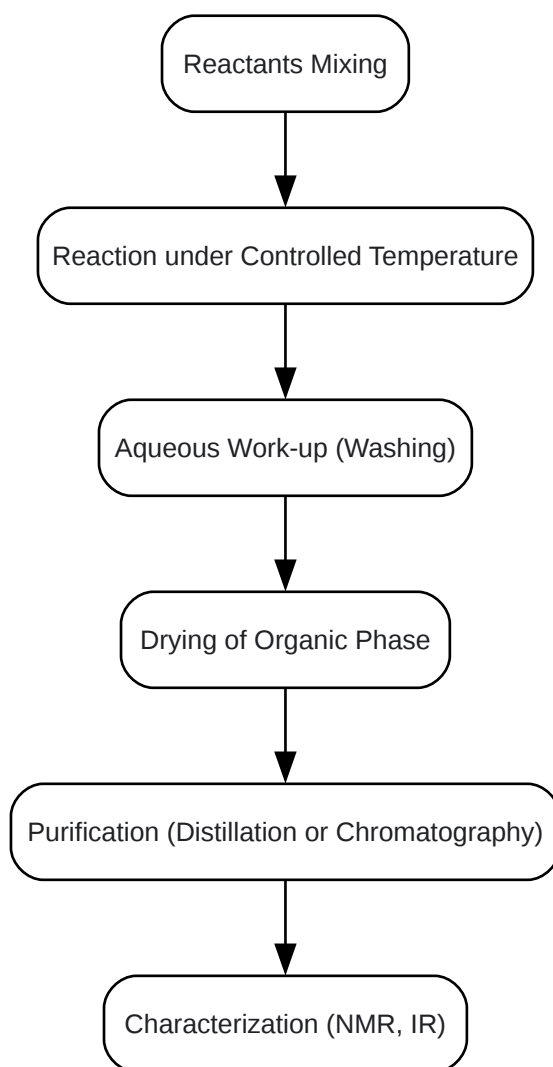 Reactants Mixing
Reaction under Controlled Temperature
Aqueous Work-up (Washing)
Drying of Organic Phase
Purification (Distillation or Chromatography)
Characterization (NMR, IR)